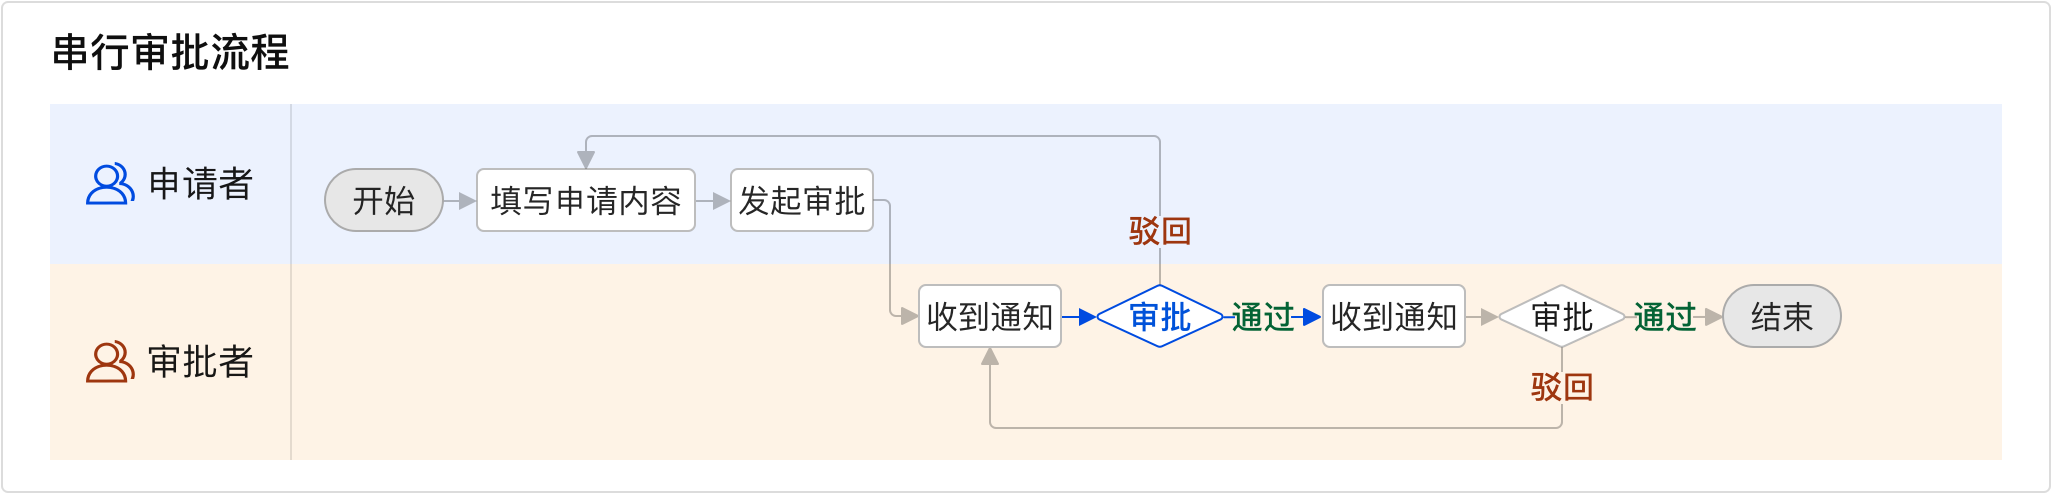 串行审批流程
申请者
开始
填写申请内容
发起审批
驳回
审批者
收到通知
审批
通过
收到通知
审批
通过
结束
驳回